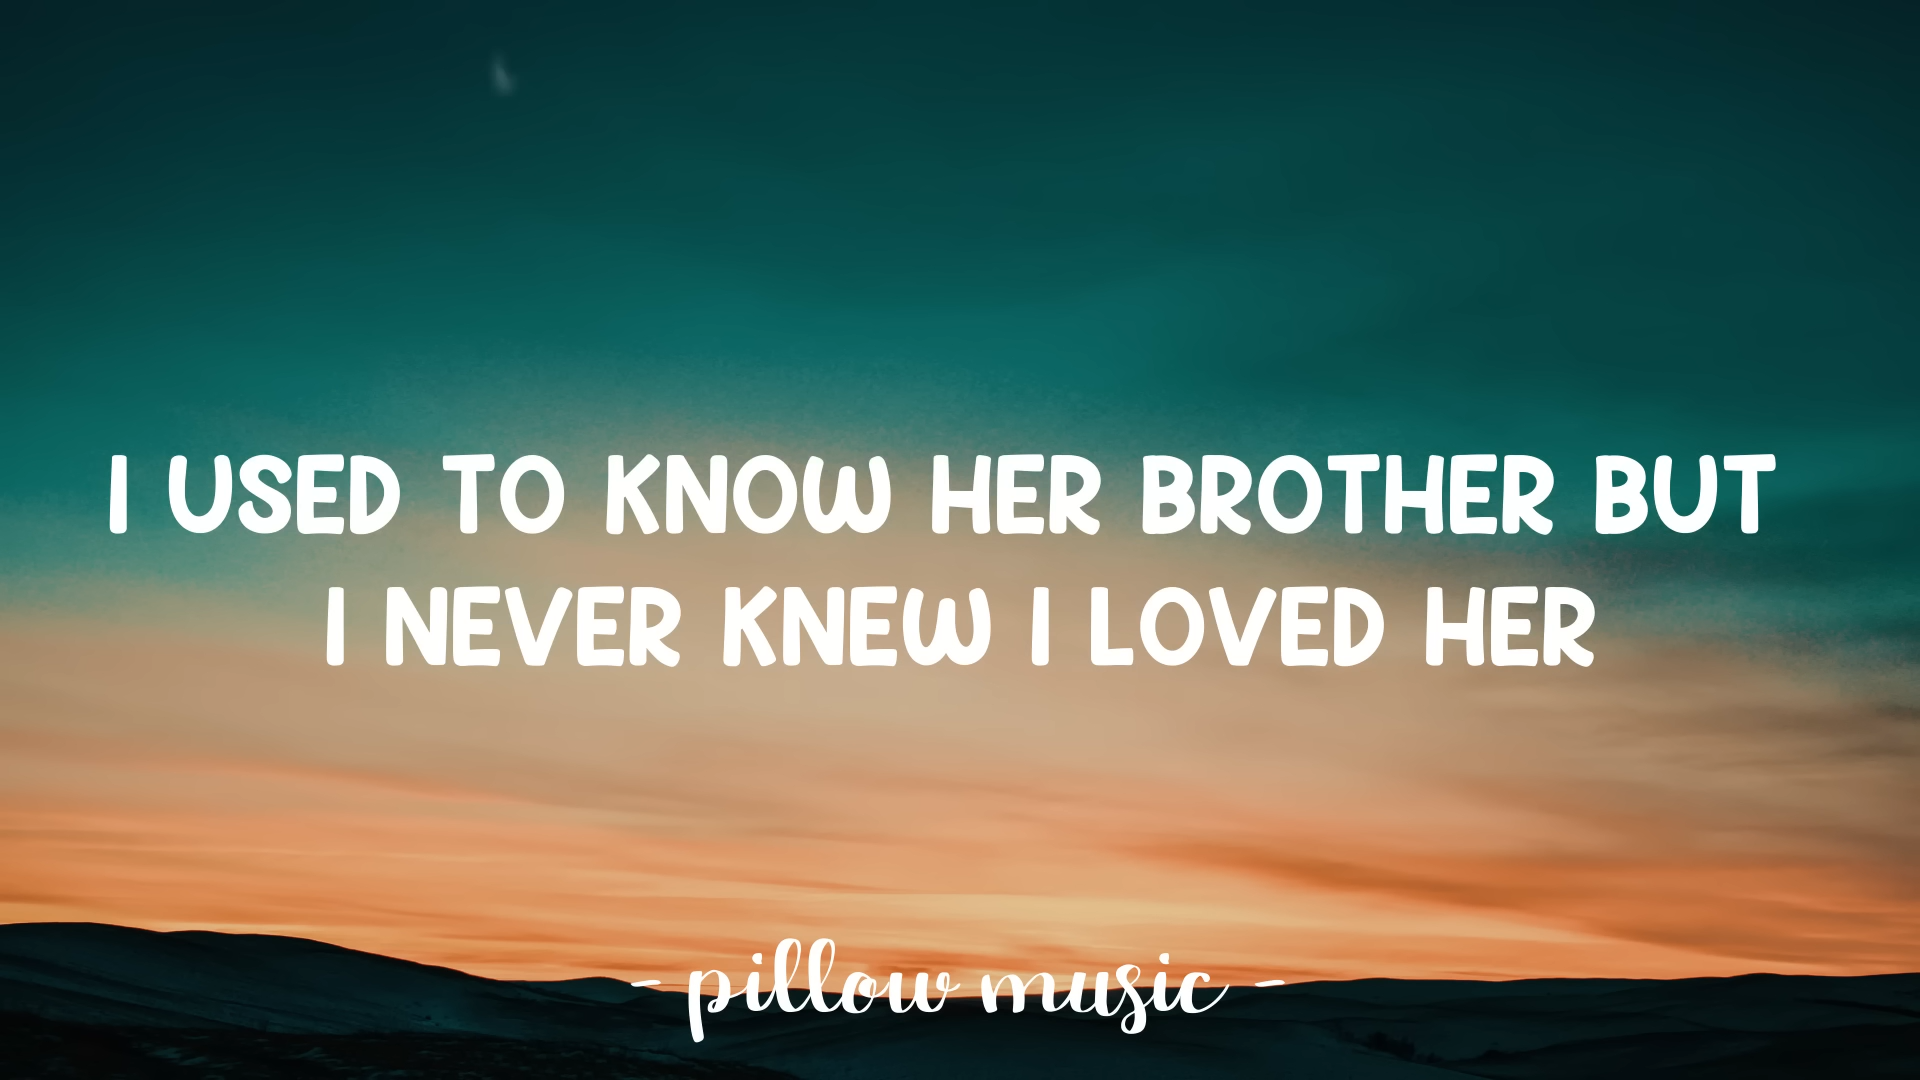 I USED TO KNOW HER BROTHER BUT
I NEVER KNEW I LOVED HER
- pillow music -